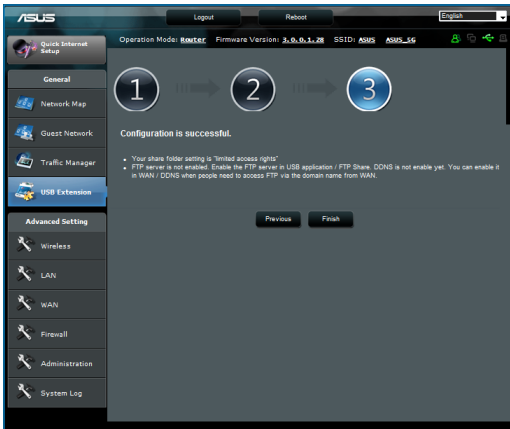 ASUS
Logout
Reboot
English
Quick Internet
Setup
Operation Mode: Router Firmware Version: 3.0.0.1.28 SSID: ASUS ASUS_5G
General
Network Map
Guest Network
Traffic Manager
USB Extension
Advanced Setting
Wireless
LAN
WAN
Firewall
Administration
System Log
1
2
3
Configuration is successful.
Your share folder setting is "limited access rights"
FTP server is not enabled. Enable the FTP server in USB application / FTP Share. DDNS is not enable yet. You can enable it
in WAN / DDNS when people need to access FTP via the domain name from WAN.
Previous
Finish